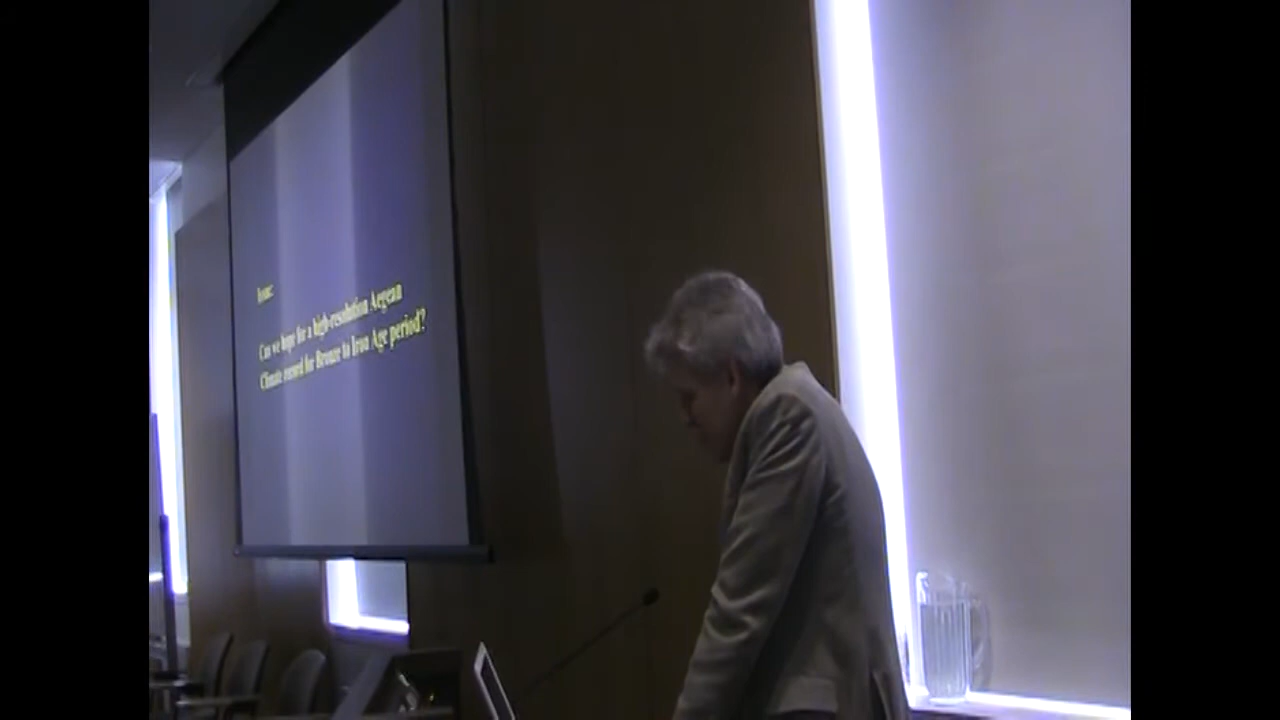 Issue:
Can we hope for a high-resolution Aegean
Climate record for Bronze to Iron Age period?